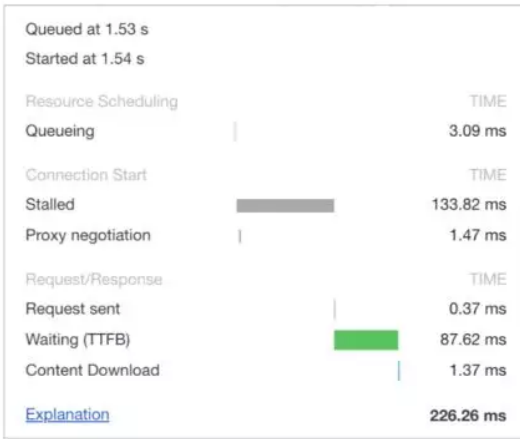 Queued at 1.53 s
Started at 1.54 s
Resource Scheduling TIME
Queueing 3.09 ms
Connection Start TIME
Stalled 133.82 ms
Proxy negotiation 1.47 ms
Request/Response TIME
Request sent 0.37 ms
Waiting (TTFB) 87.62 ms
Content Download 1.37 ms
Explanation 226.26 ms